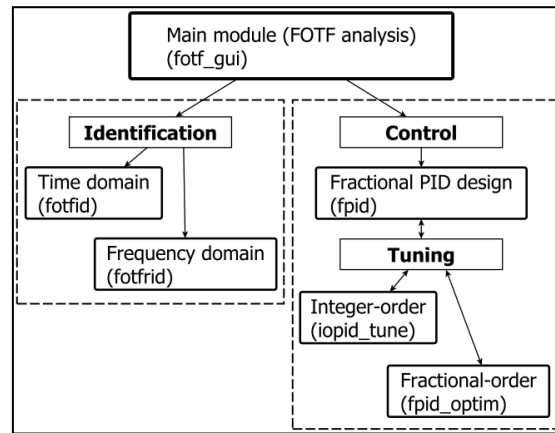 Main module (FOTF analysis)
(fotf_gui)
Identification
Time domain
(fotfid)
Frequency domain
(fotfrid)
Control
Fractional PID design
(fpid)
Tuning
Integer-order
(iopid_tune)
Fractional-order
(fpid_optim)